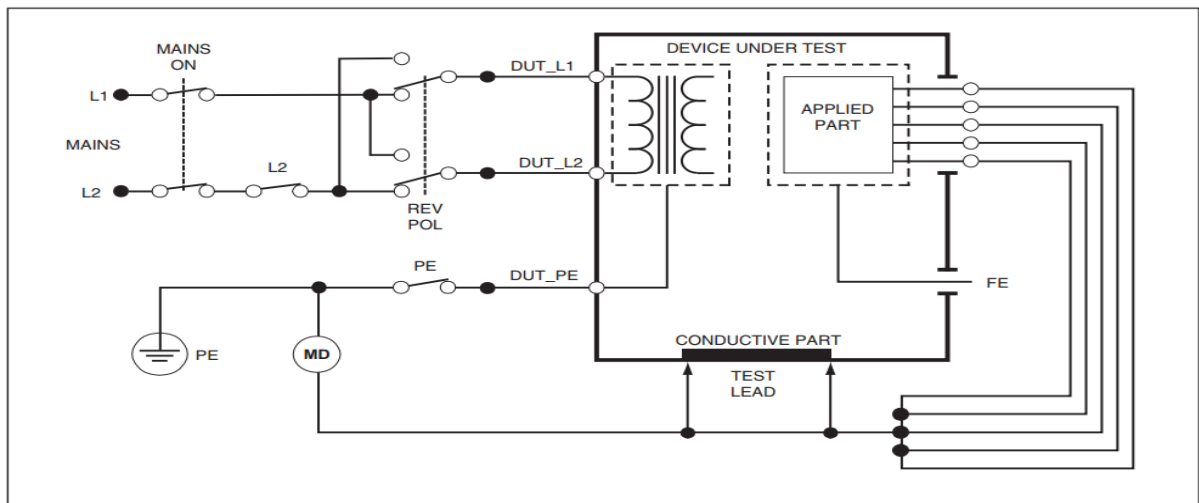 MAINS
ON
DEVICE UNDER TEST
DUT_L1
L1
APPLIED
PART
MAINS
L2
DUT_L2
L2
REV
POL
PE
DUT_PE
FE
CONDUCTIVE PART
PE
MD
TEST
LEAD